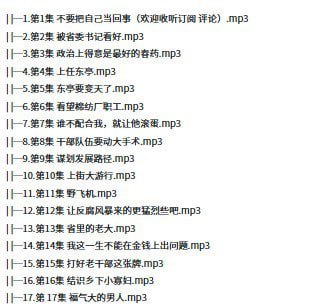 ||—1.第1集 不要把自己当回事（欢迎收听订阅 评论）.mp3
||—2.第2集 被省委书记看好.mp3
||—3.第3集 政治上得意是最好的春药.mp3
||—4.第4集 上任东亭.mp3
||—5.第5集 东亭要变天了.mp3
||—6.第6集 看望棉纺厂职工.mp3
||—7.第7集 谁不配合我，就让他滚蛋.mp3
||—8.第8集 干部队伍要动大手术.mp3
||—9.第9集 谋划发展路径.mp3
||—10.第10集 上街大游行.mp3
||—11.第11集 野飞机.mp3
||—12.第12集 让反腐风暴来的更猛烈些吧.mp3
||—13.第13集 省里的老大.mp3
||—14.第14集 我这一生不能在金钱上出问题.mp3
||—15.第15集 打好老干部这张牌.mp3
||—16.第16集 结识乡下小寡妇.mp3
||—17.第 17集 福气大的男人.mp3